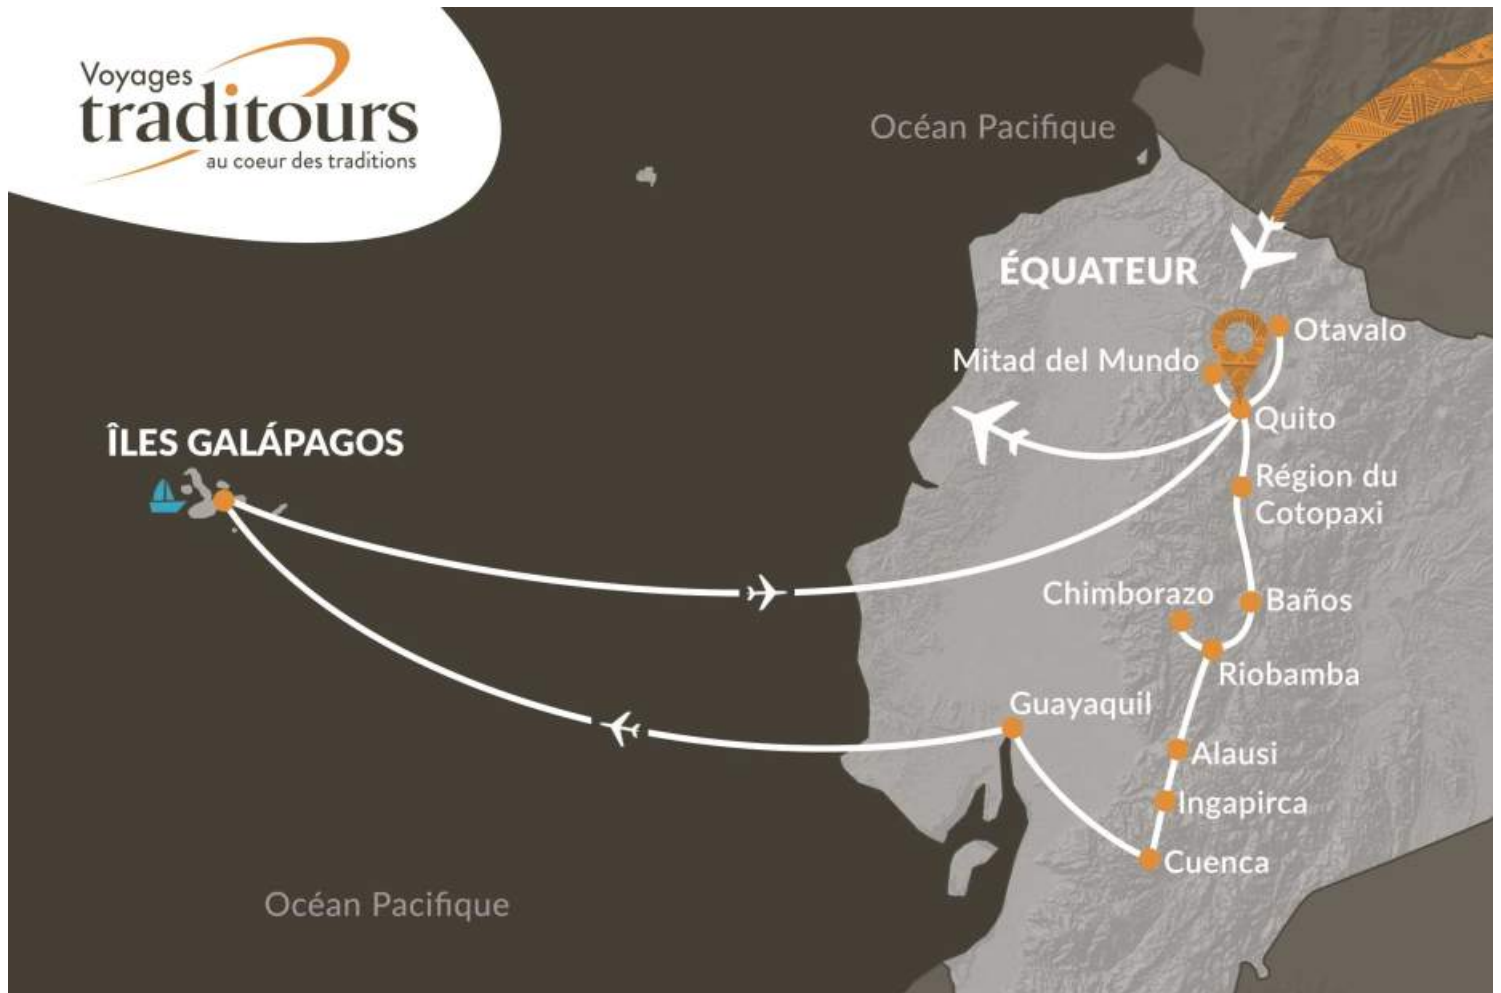 Voyages
traditours
au coeur des traditions
Océan Pacifique
ÉQUATEUR
Otavalo
Mitad del Mundo
Quito
ÎLES GALÁPAGOS
Région du
Cotopaxi
Chimborazo
Baños
Riobamba
Guayaquil
Alausi
Ingapirca
Cuenca
Océan Pacifique